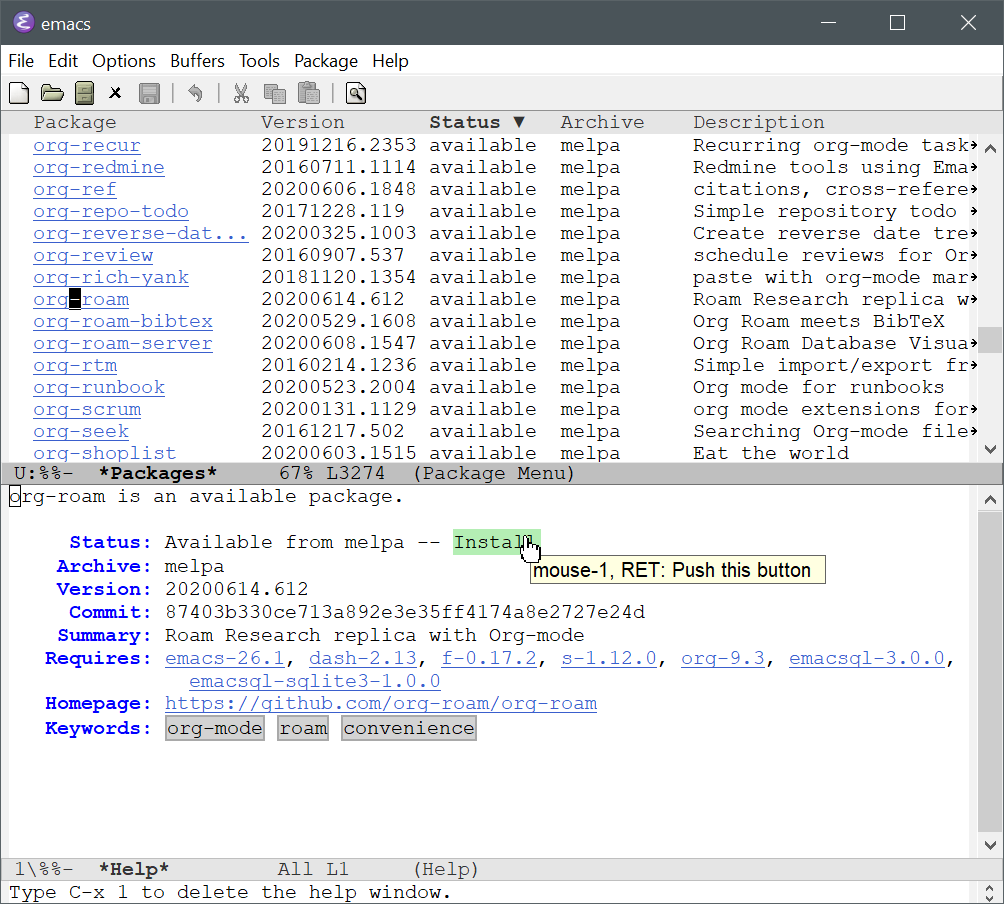 emacs
File Edit Options Buffers Tools Package Help
Package Version Status ▼ Archive Description
org-recur 20191216.2353 available melpa Recurring org-mode task
org-redmine 20160711.1114 available melpa Redmine tools using Ema
org-ref 20200606.1848 available melpa citations, cross-refere
org-repo-todo 20171228.119 available melpa Simple repository todo
org-reverse-dat... 20200325.1003 available melpa Create reverse date tre
org-review 20160907.537 available melpa schedule reviews for Or
org-rich-yank 20181120.1354 available melpa paste with org-mode mar
org-roam 20200614.612 available melpa Roam Research replica w
org-roam-bibtex 20200529.1608 available melpa Org Roam meets BibTeX
org-roam-server 20200608.1547 available melpa Org Roam Database Visua
org-rtm 20160214.1236 available melpa Simple import/export fr
org-runbook 20200523.2004 available melpa Org mode for runbooks
org-scrum 20200131.1129 available melpa org mode extensions for
org-seek 20161217.502 available melpa Searching Org-mode file
org-shoplist 20200603.1515 available melpa Eat the world
U:%%- *Packages* 67% L3274 (Package Menu)
org-roam is an available package.
Status: Available from melpa -- Install
mouse-1, RET: Push this button
Archive: melpa
Version: 20200614.612
Commit: 87403b330ce713a892e3e35ff4174a8e2727e24d
Summary: Roam Research replica with Org-mode
Requires: emacs-26.1, dash-2.13, f-0.17.2, s-1.12.0, org-9.3, emacsql-3.0.0,
emacsql-sqlite3-1.0.0
Homepage: https://github.com/org-roam/org-roam
Keywords: org-mode roam convenience
1\%%- *Help* All L1 (Help)
Type C-x 1 to delete the help window.